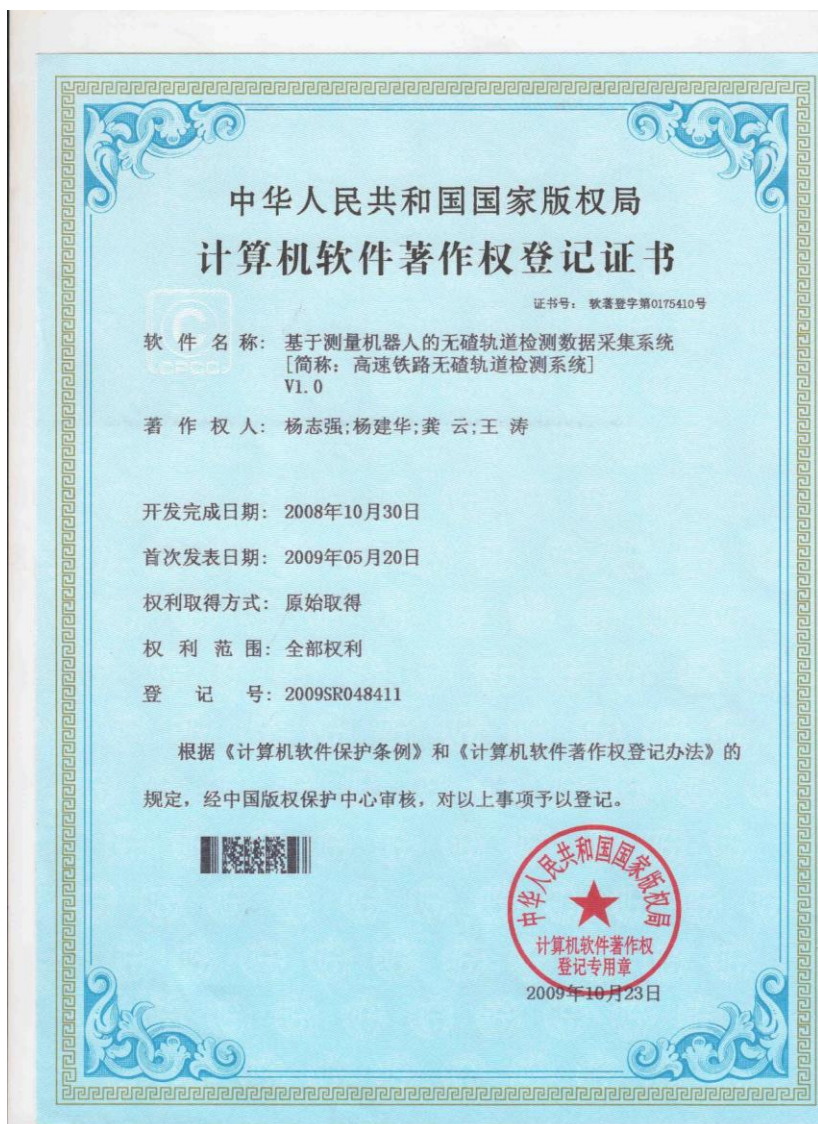 中华人民共和国国家版权局
计算机软件著作权登记证书
证书号： 软著登字第0175410号
CPCC
软件名称： 基于测量机器人的无碴轨道检测数据采集系统
[简称：高速铁路无碴轨道检测系统]
V1.0
著作权人： 杨志强;杨建华;龚 云;王 涛
开发完成日期： 2008年10月30日
首次发表日期： 2009年05月20日
权利取得方式： 原始取得
权利范围： 全部权利
登记号： 2009SR048411
根据《计算机软件保护条例》和《计算机软件著作权登记办法》的
规定，经中国版权保护中心审核，对以上事项予以登记。
中华人民共和国国家版权局
计算机软件著作权
登记专用章
2009年10月23日